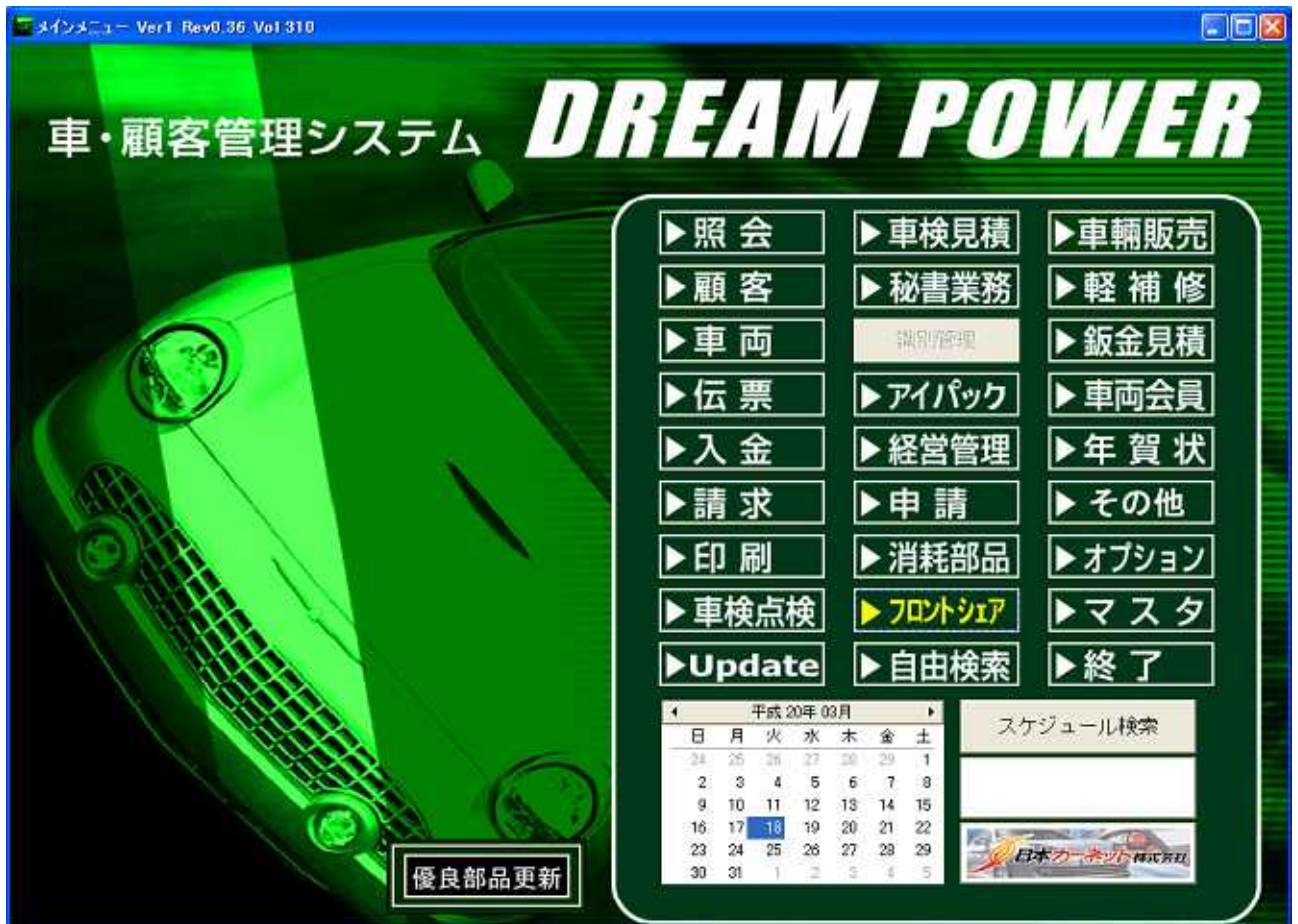 メインメニュー Ver1 Rev0.36 Vol 310
車・顧客管理システム DREAM POWER
▶照 会 ▶車検見積 ▶車輌販売
▶顧 客 ▶秘書業務 ▶軽 補 修
▶車 両 識別管理 ▶鈑金見積
▶伝 票 ▶アイパック ▶車両会員
▶入 金 ▶経営管理 ▶年 賀 状
▶請 求 ▶申 請 ▶その他
▶印 刷 ▶消耗部品 ▶オプション
▶車検点検 ▶フロントシェア ▶マ ス タ
▶Update ▶自由検索 ▶終 了
平成 20年 03月
日 月 火 水 木 金 土
24 25 26 27 28 29 1
2 3 4 5 6 7 8
9 10 11 12 13 14 15
16 17 18 19 20 21 22
23 24 25 26 27 28 29
30 31 1 2 3 4 5
スケジュール検索
日本カーネット株式会社
優良部品更新